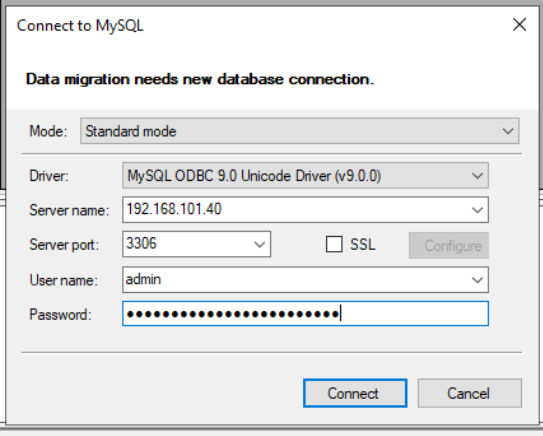 Connect to MySQL
Data migration needs new database connection.
Mode: Standard mode
Driver: MySQL ODBC 9.0 Unicode Driver (v9.0.0)
Server name: 192.168.101.40
Server port: 3306 SSL Configure
User name: admin
Password: ••••••••••••••••••••••••
Connect Cancel